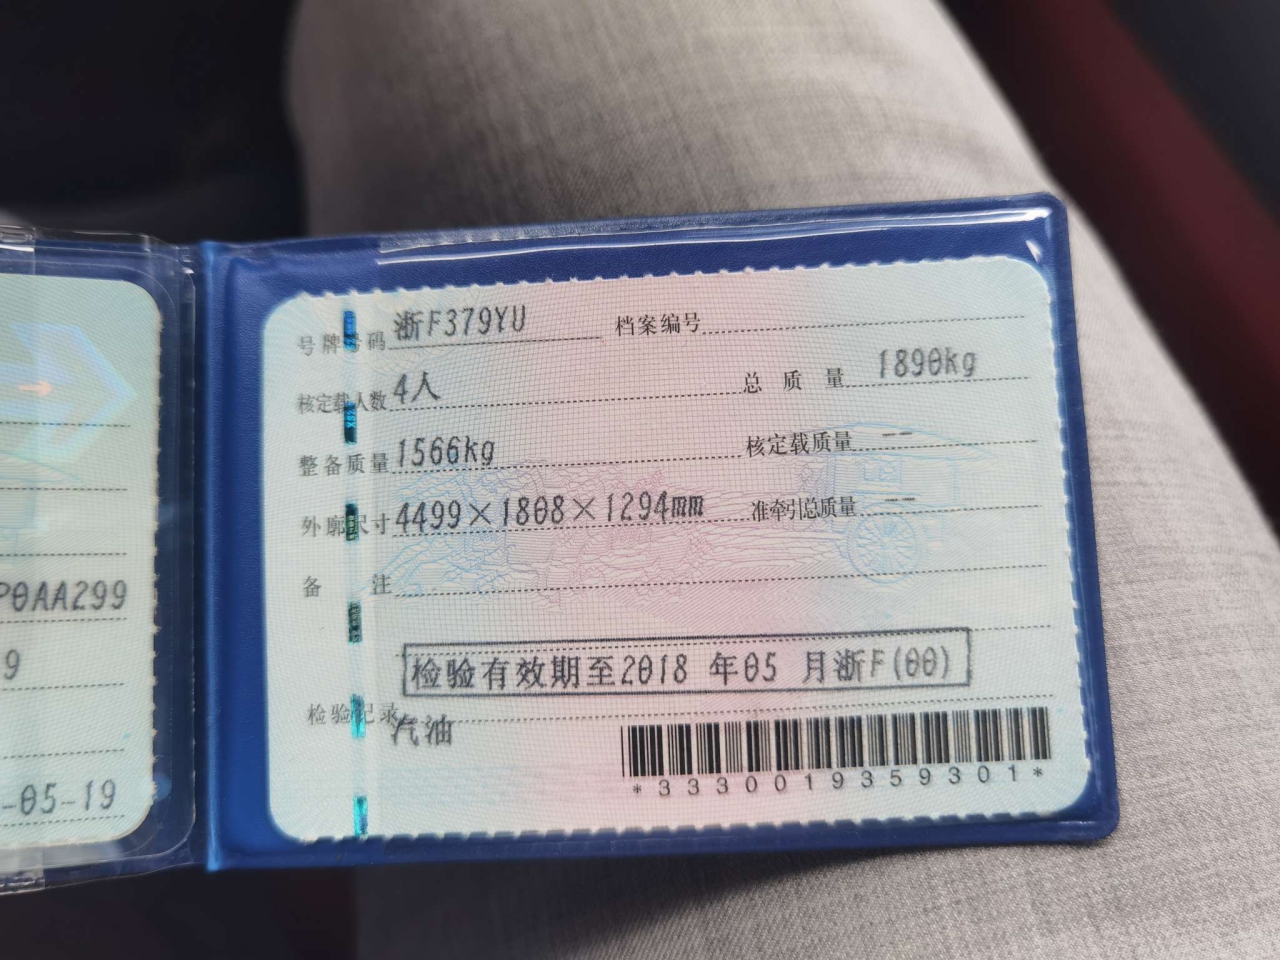 号牌号码 浙F379YU 档案编号
核定载人数 4人 总质量 1890kg
整备质量 1566kg 核定载质量 --
外廓尺寸 4499×1808×1294mm 准牵引总质量 --
备注
检验有效期至2018 年05 月浙F(00)
检验记录
汽油
*3330019359301*
P0AA299
9
-05-19